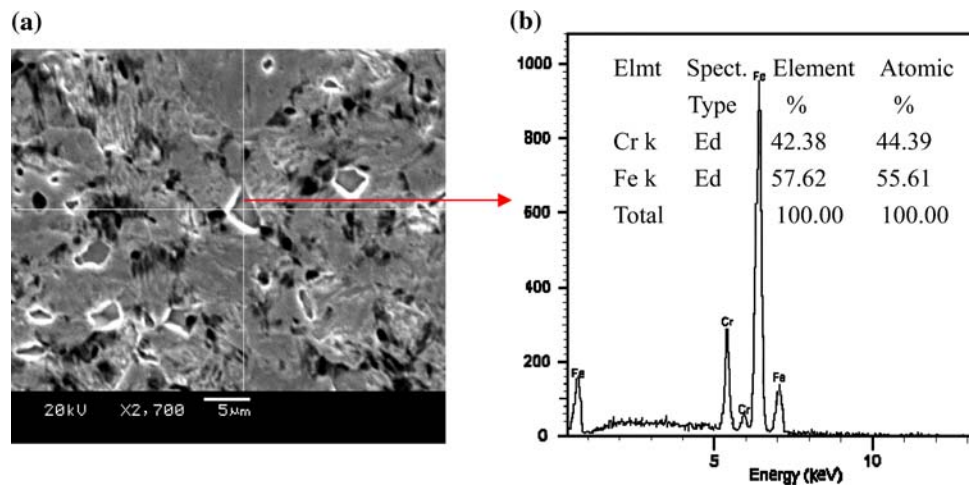 (a)
20kV X2,700 5μm
(b)
1000
800
600
400
200
0
Elmt Spect. Element Atomic
Type % %
Cr k Ed 42.38 44.39
Fe k Ed 57.62 55.61
Total 100.00 100.00
Fe
Fe
Cr
Cr
Fe
5 10
Energy (keV)